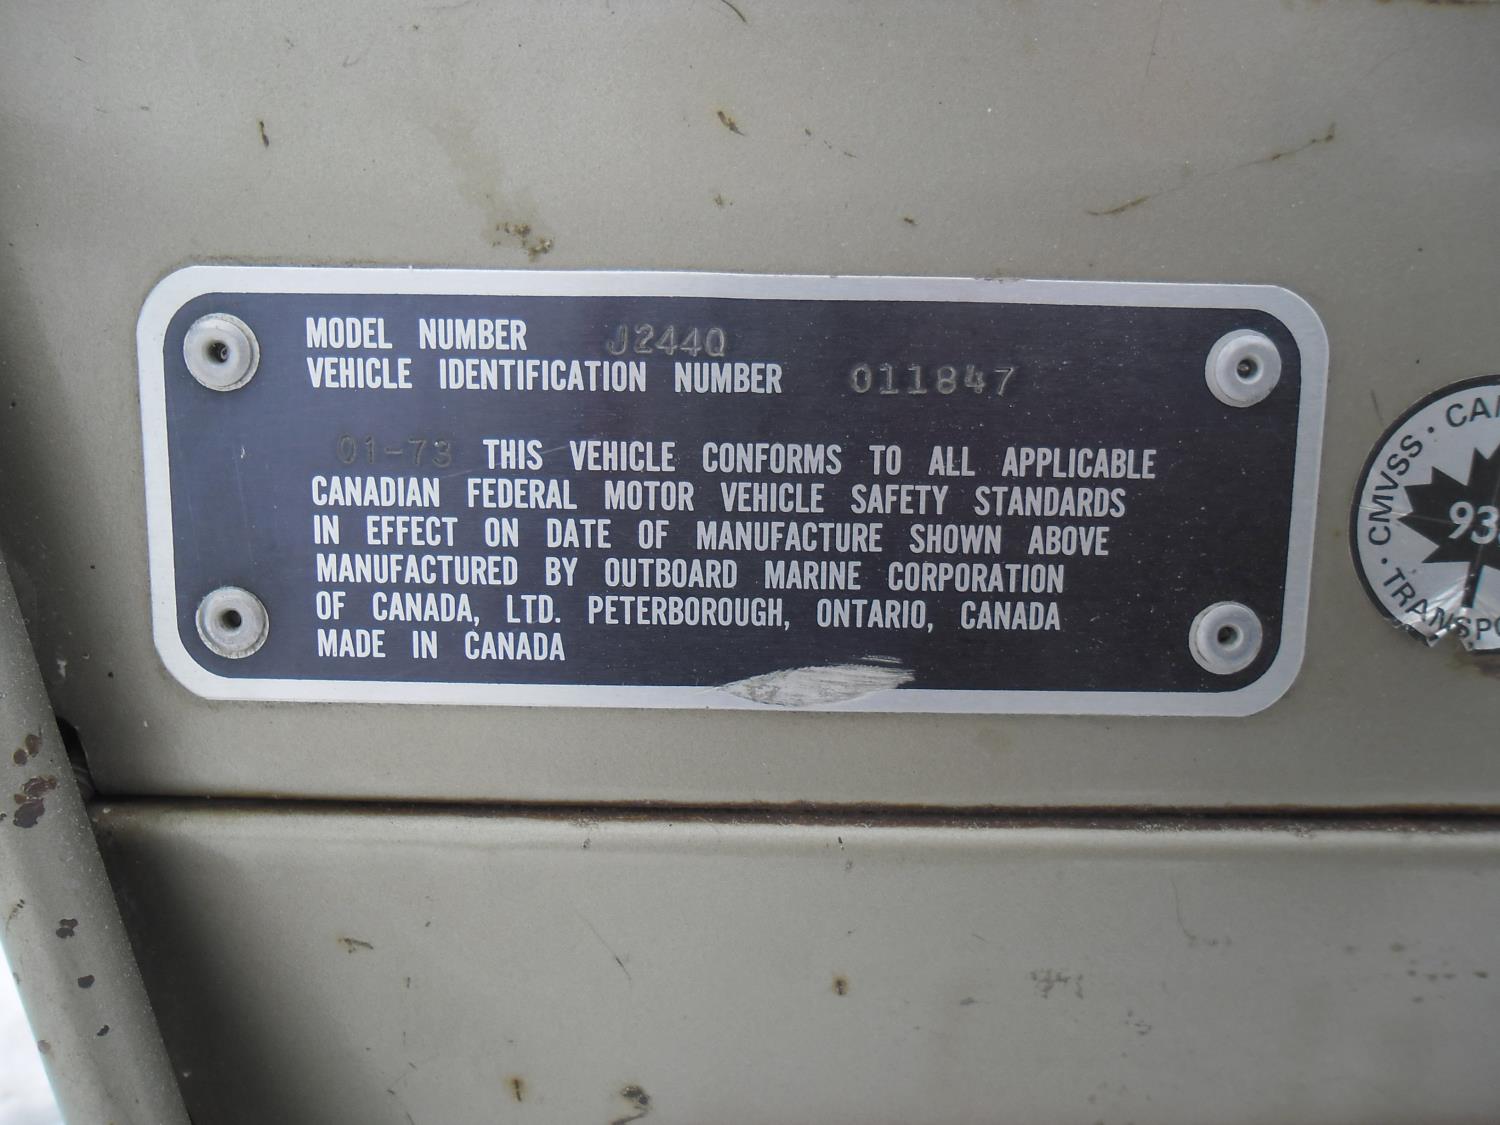 MODEL NUMBER J244Q
VEHICLE IDENTIFICATION NUMBER 011847
01-73 THIS VEHICLE CONFORMS TO ALL APPLICABLE
CANADIAN FEDERAL MOTOR VEHICLE SAFETY STANDARDS
IN EFFECT ON DATE OF MANUFACTURE SHOWN ABOVE
MANUFACTURED BY OUTBOARD MARINE CORPORATION
OF CANADA, LTD. PETERBOROUGH, ONTARIO, CANADA
MADE IN CANADA
CMVSS